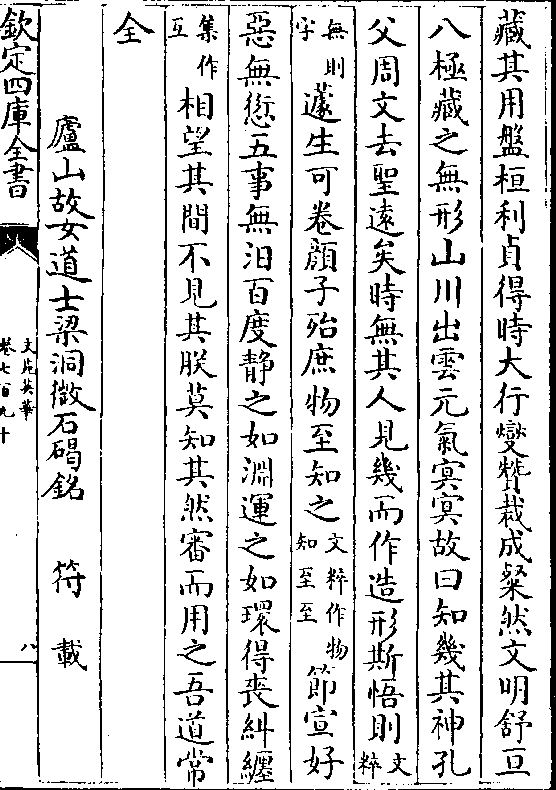 藏其用盤桓利貞得時大行變贊裁成粲然文明舒亘
八極藏之無形山川出雲元氣冥冥故曰知幾其神孔
父周文去聖遠矣時無其人見幾而作造形斯悟則文粹
無則字蘧生可卷顔子殆庶物至知之文粹作物知至至節宣好
惡無愆五事無汨百度靜之如淵運之如環得喪糾纏
集作互相望其間不見其朕莫知其然審而用之吾道常
全
廬山故女道士梁洞微石碣銘 符載
欽定四庫全書
文苑英華
卷七百九十
八